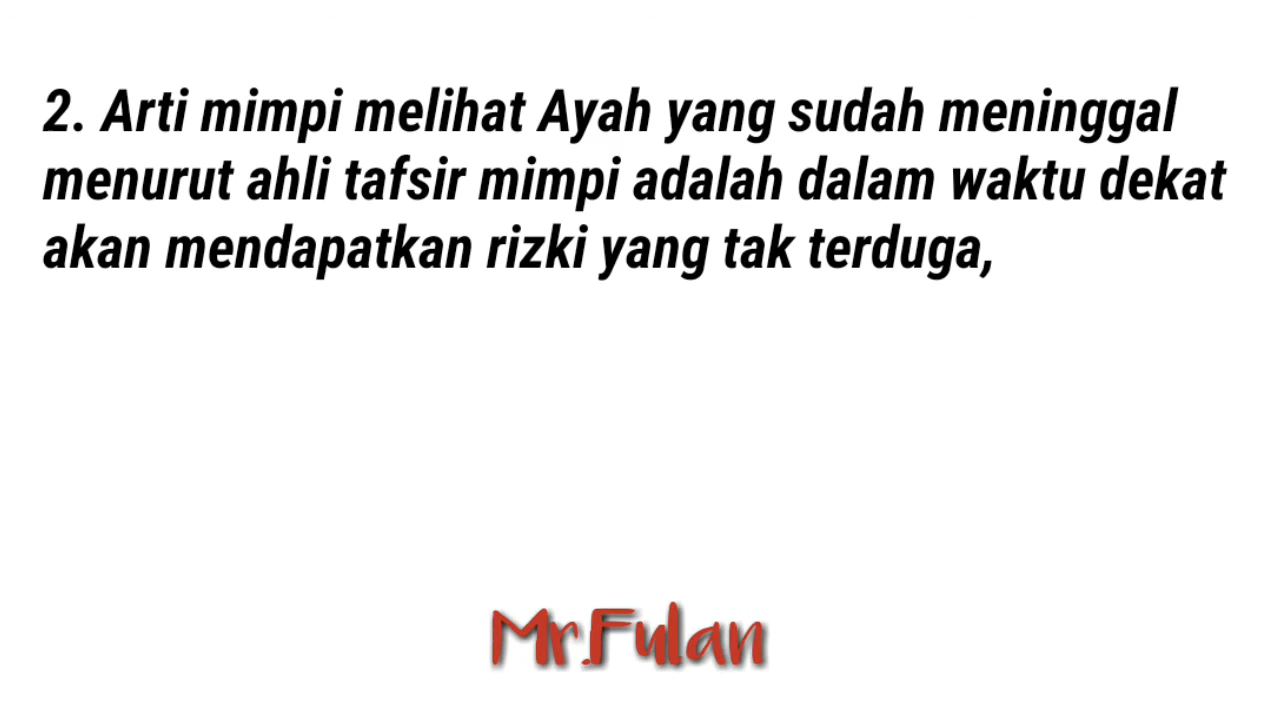 2. Arti mimpi melihat Ayah yang sudah meninggal
menurut ahli tafsir mimpi adalah dalam waktu dekat
akan mendapatkan rizki yang tak terduga,
Mr.Fulan